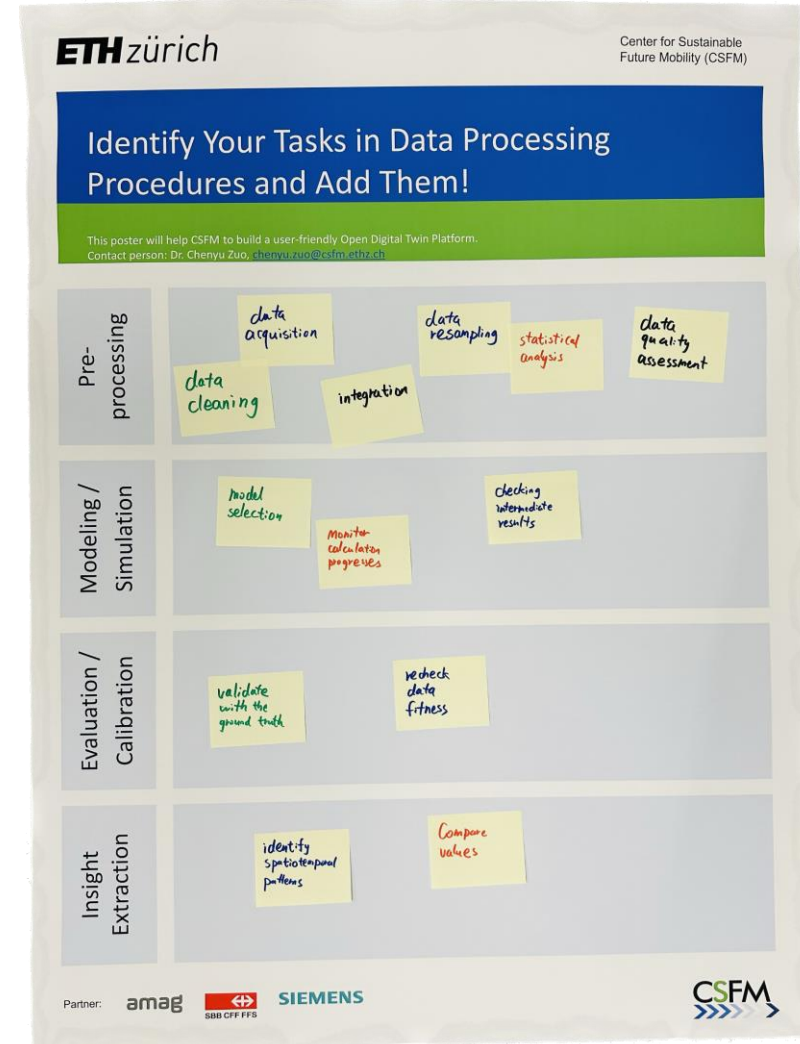 ETH zürich
Center for Sustainable
Future Mobility (CSFM)
Identify Your Tasks in Data Processing
Procedures and Add Them!
This poster will help CSFM to build a user-friendly Open Digital Twin Platform.
Contact person: Dr. Chenyu Zuo, chenyu.zuo@csfm.ethz.ch
Pre-
processing
data
acquisition
data
resampling
statistical
analysis
data
quality
assessment
data
cleaning
integration
Modeling /
Simulation
model
selection
Monitor
calculaton
progresses
checking
intermediate
results
Evaluation /
Calibration
validate
with the
ground truth
recheck
data
fitness
Insight
Extraction
identify
spatiotemporal
patterns
Compare
values
Partner:
amag
SBB CFF FFS
SIEMENS
CSFM